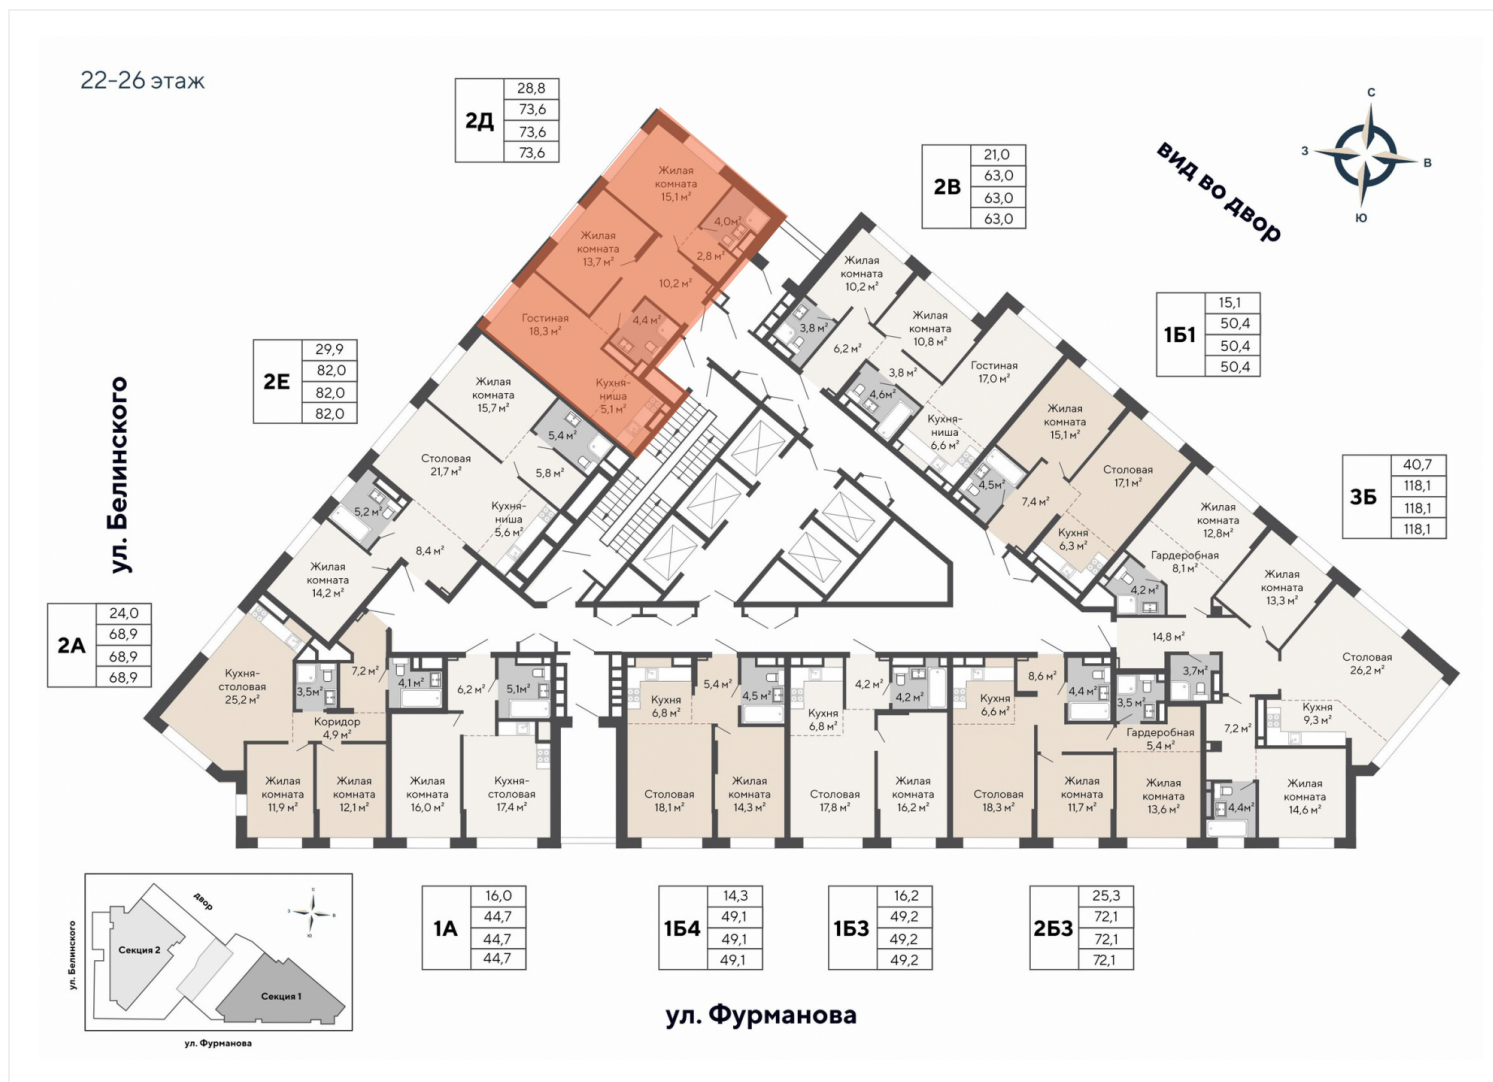 22-26 этаж
2Д
28,8
73,6
73,6
73,6
2В
21,0
63,0
63,0
63,0
вид во двор
С
З
В
Ю
1Б1
15,1
50,4
50,4
50,4
2Е
29,9
82,0
82,0
82,0
ул. Белинского
3Б
40,7
118,1
118,1
118,1
2А
24,0
68,9
68,9
68,9
Жилая
комната
15,1 м²
4,0м²
Жилая
комната
13,7 м²
2,8 м²
10,2 м²
Гостиная
18,3 м²
4,4 м²
Кухня-
ниша
5,1 м²
Жилая
комната
10,2 м²
3,8 м²
6,2 м²
Жилая
комната
10,8 м²
3,8 м²
4,6м²
Гостиная
17,0 м²
Кухня-
ниша
6,6 м²
Жилая
комната
15,1 м²
4,5м²
7,4 м²
Столовая
17,1 м²
Кухня
6,3 м²
Жилая
комната
15,7 м²
5,4 м²
5,8 м²
Столовая
21,7 м²
Кухня-
ниша
5,6 м²
5,2 м²
8,4 м²
Жилая
комната
14,2 м²
Жилая
комната
12,8м²
Гардеробная
8,1 м²
4,2 м²
Жилая
комната
13,3 м²
14,8 м²
Столовая
26,2 м²
3,7м²
Кухня
9,3 м²
7,2 м²
4,4м²
Жилая
комната
14,6 м²
Кухня-
столовая
25,2 м²
3,5м²
7,2 м²
Коридор
4,9 м²
Жилая
комната
11,9 м²
Жилая
комната
12,1 м²
4,1 м²
6,2 м²
5,1м²
Жилая
комната
16,0 м²
Кухня-
столовая
17,4 м²
Кухня
6,8 м²
5,4 м²
4,5 м²
Столовая
18,1 м²
Жилая
комната
14,3 м²
Кухня
6,8 м²
4,2 м²
4,2 м²
Столовая
17,8 м²
Жилая
комната
16,2 м²
Кухня
6,6 м²
8,6 м²
4,4 м²
3,5 м²
Гардеробная
5,4 м²
Столовая
18,3 м²
Жилая
комната
11,7 м²
Жилая
комната
13,6 м²
1А
16,0
44,7
44,7
44,7
1Б4
14,3
49,1
49,1
49,1
1Б3
16,2
49,2
49,2
49,2
2Б3
25,3
72,1
72,1
72,1
ул. Фурманова
ул. Белинского
двор
Секция 2
Секция 1
С
З
В
Ю
ул. Фурманова